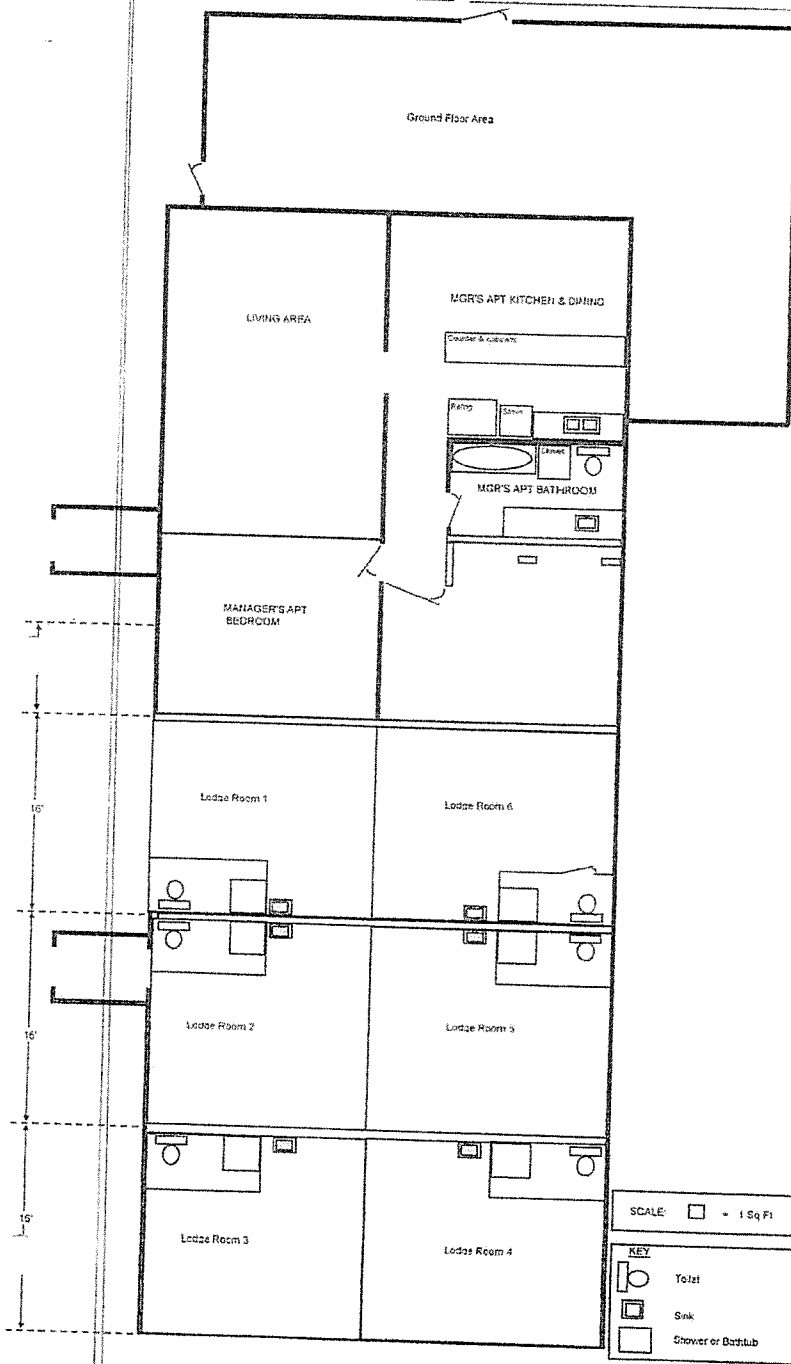 Ground Floor Area
LIVING AREA
MGR'S APT KITCHEN & DINING
Counter & cabinets
Refrig
Stove
Closet
MGR'S APT BATHROOM
MANAGER'S APT
BEDROOM
Lodge Room 1
Lodge Room 6
16'
Lodge Room 2
Lodge Room 5
16'
Lodge Room 3
Lodge Room 4
16'
SCALE: = 1 Sq Ft
KEY
Toilet
Sink
Shower or Bathtub